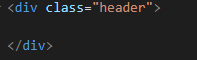 <div class="header">
</div>